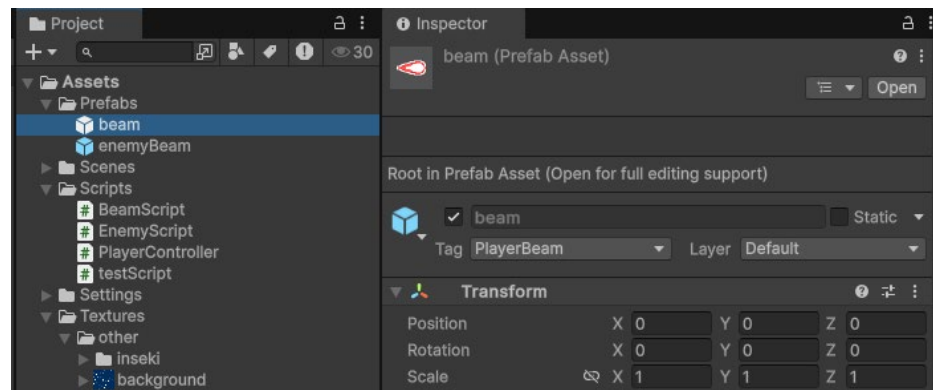 Project
30
Assets
Prefabs
beam
enemyBeam
Scenes
Scripts
# BeamScript
# EnemyScript
# PlayerController
# testScript
Settings
Textures
other
inseki
background
Inspector
beam (Prefab Asset)
Open
Root in Prefab Asset (Open for full editing support)
beam Static
Tag PlayerBeam Layer Default
Transform
Position X 0 Y 0 Z 0
Rotation X 0 Y 0 Z 0
Scale X 1 Y 1 Z 1